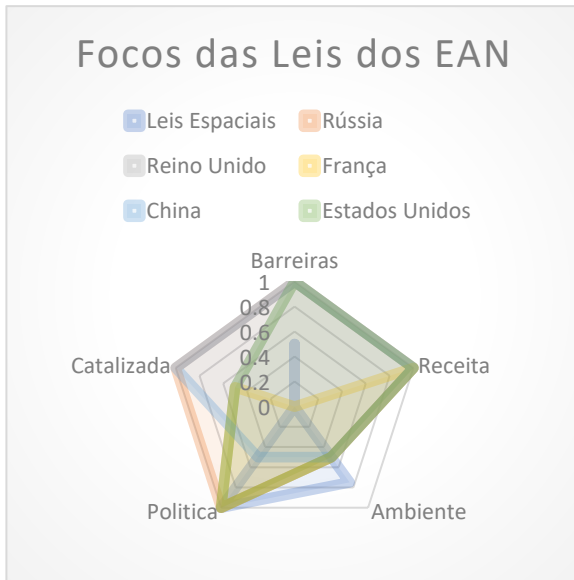 Focos das Leis dos EAN
Leis Espaciais Rússia
Reino Unido França
China Estados Unidos
Barreiras
1
0.8
0.6
0.4
0.2
0
Catalizada Receita
Politica Ambiente